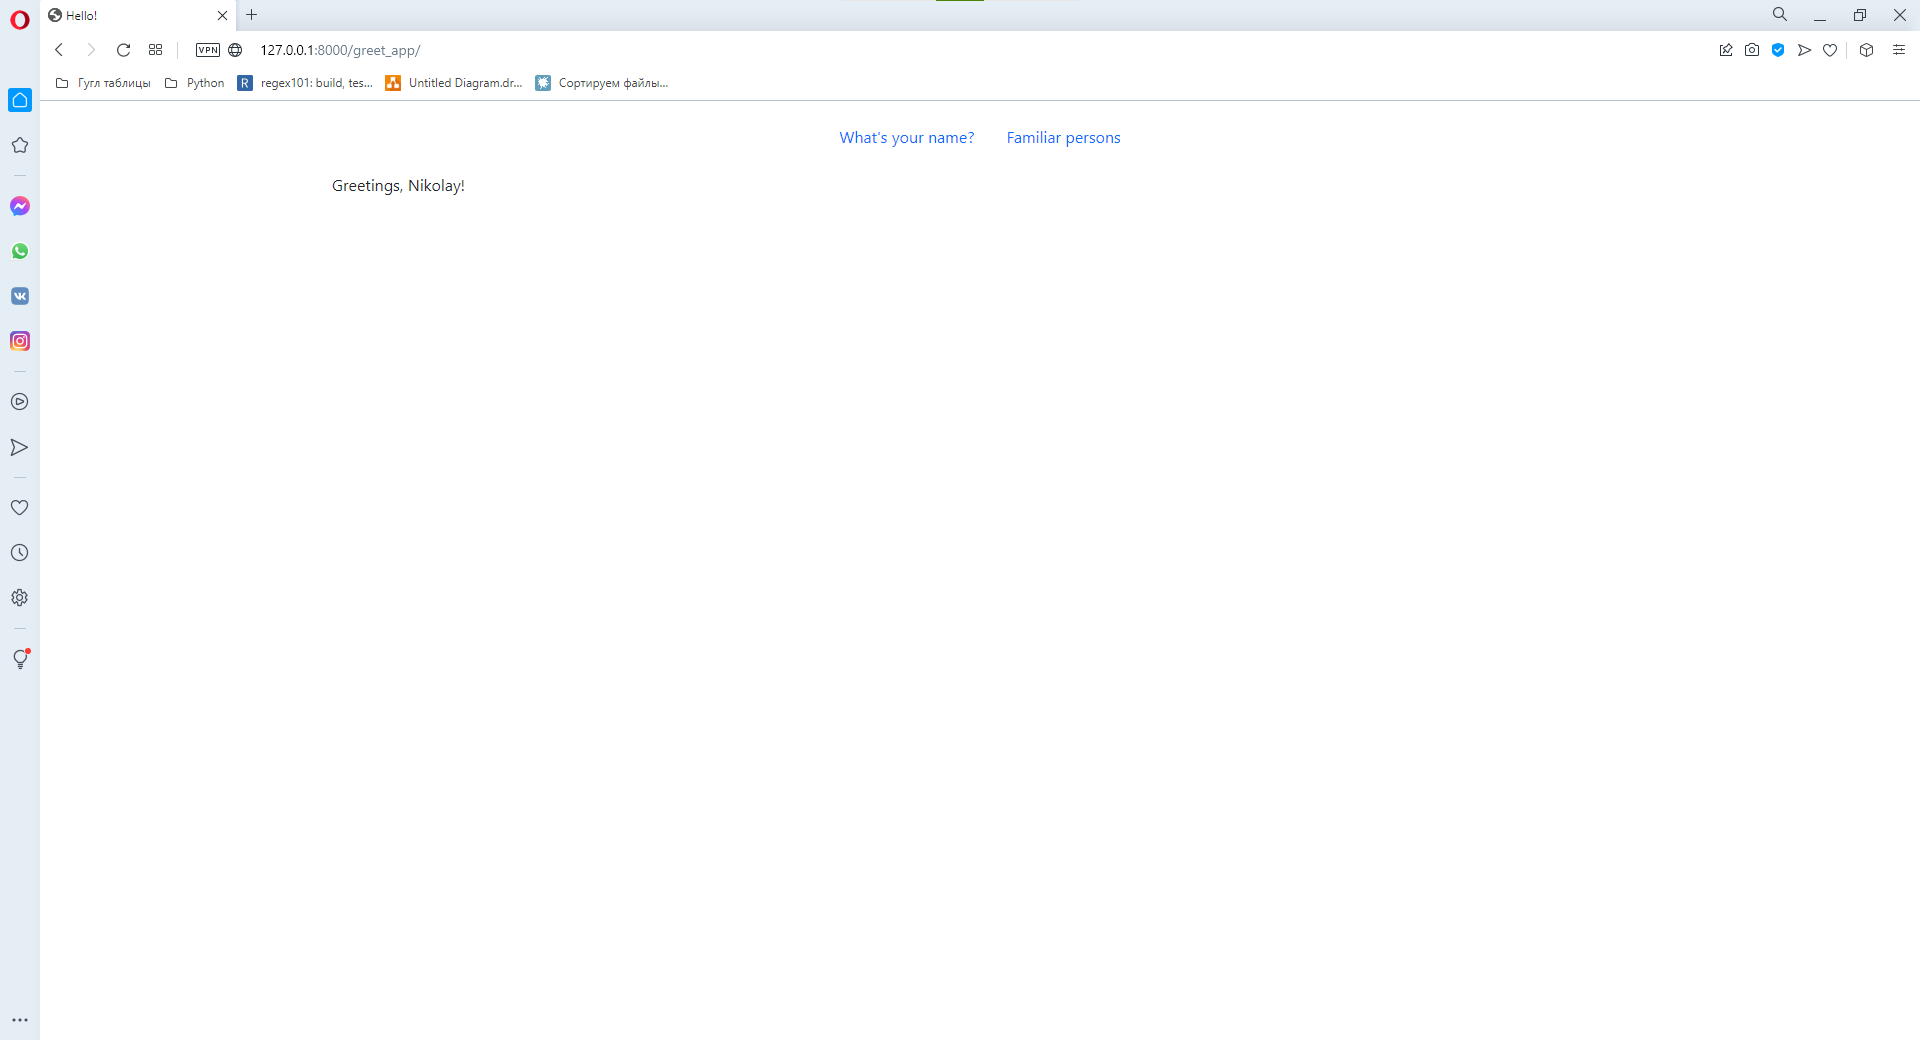 Hello!
VPN
127.0.0.1:8000/greet_app/
Гугл таблицы
Python
R
regex101: build, tes...
Untitled Diagram.dr...
Сортируем файлы...
What's your name?
Familiar persons
Greetings, Nikolay!